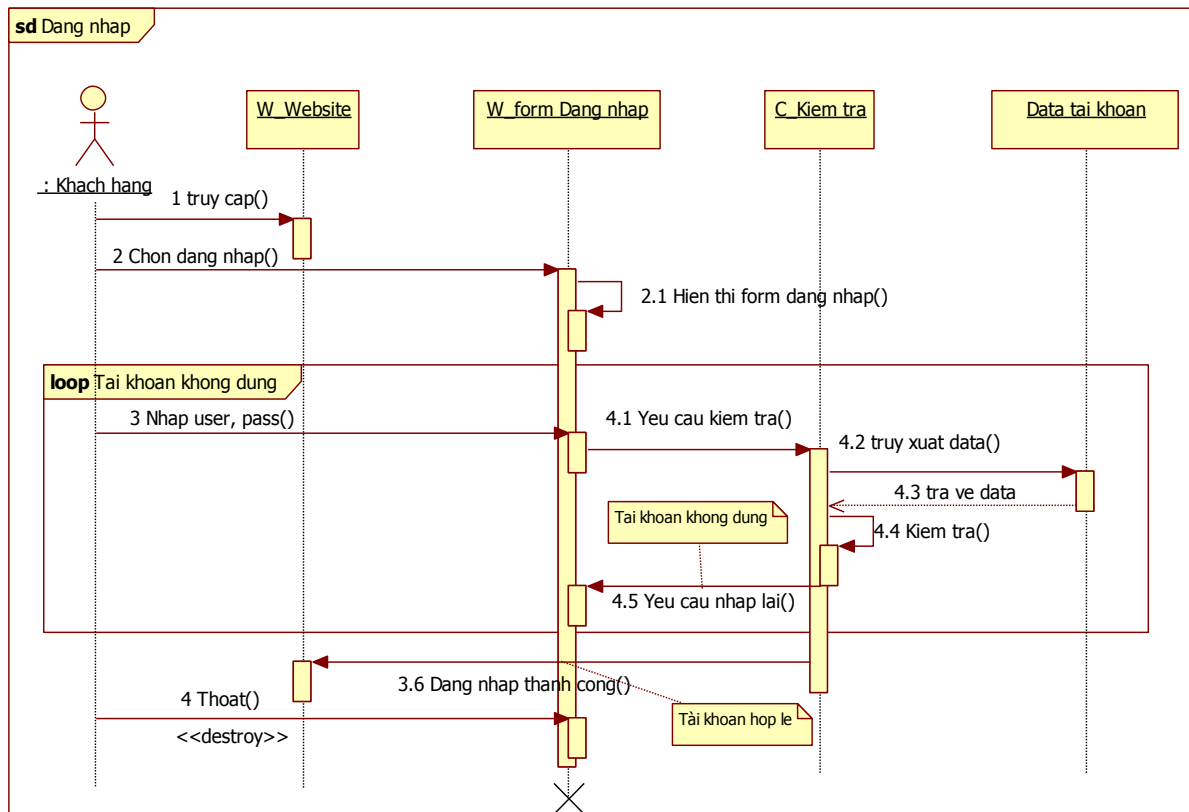 sd Dang nhap
W_Website
W_form Dang nhap
C_Kiem tra
Data tai khoan
: Khach hang
1 truy cap()
2 Chon dang nhap()
2.1 Hien thi form dang nhap()
loop Tai khoan khong dung
3 Nhap user, pass()
4.1 Yeu cau kiem tra()
4.2 truy xuat data()
4.3 tra ve data
Tai khoan khong dung
4.4 Kiem tra()
4.5 Yeu cau nhap lai()
3.6 Dang nhap thanh cong()
4 Thoat()
Tài khoan hop le
<<destroy>>